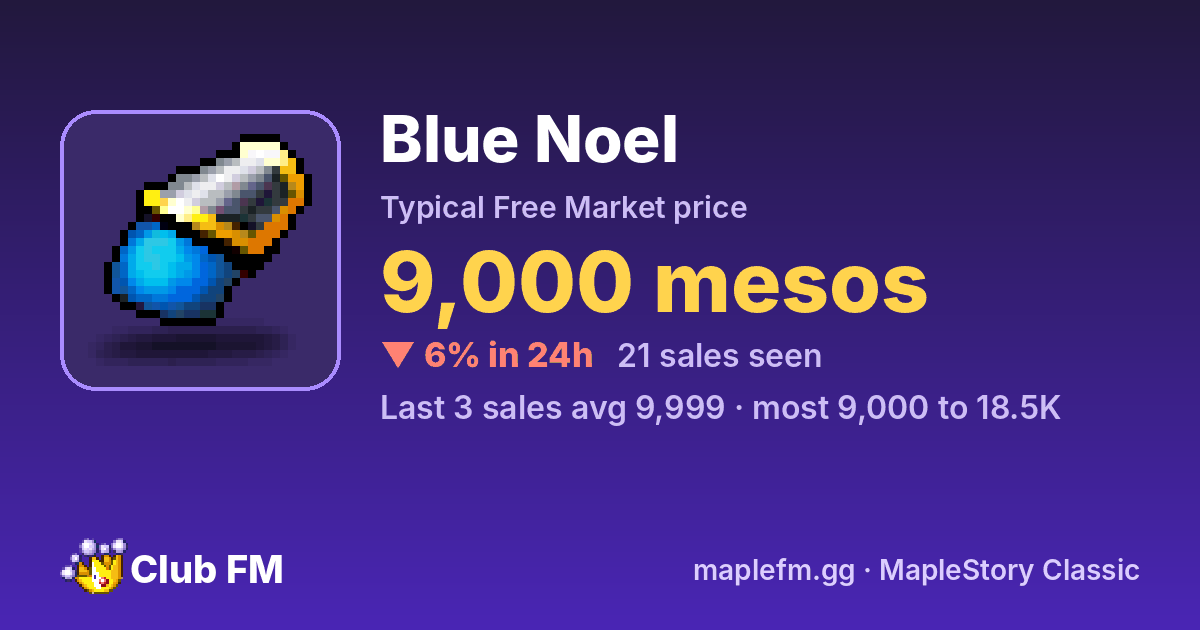 Blue Noel
Typical Free Market price
9,000 mesos
▼ 6% in 24h 21 sales seen
Last 3 sales avg 9,999 · most 9,000 to 18.5K
Club FM
maplefm.gg · MapleStory Classic